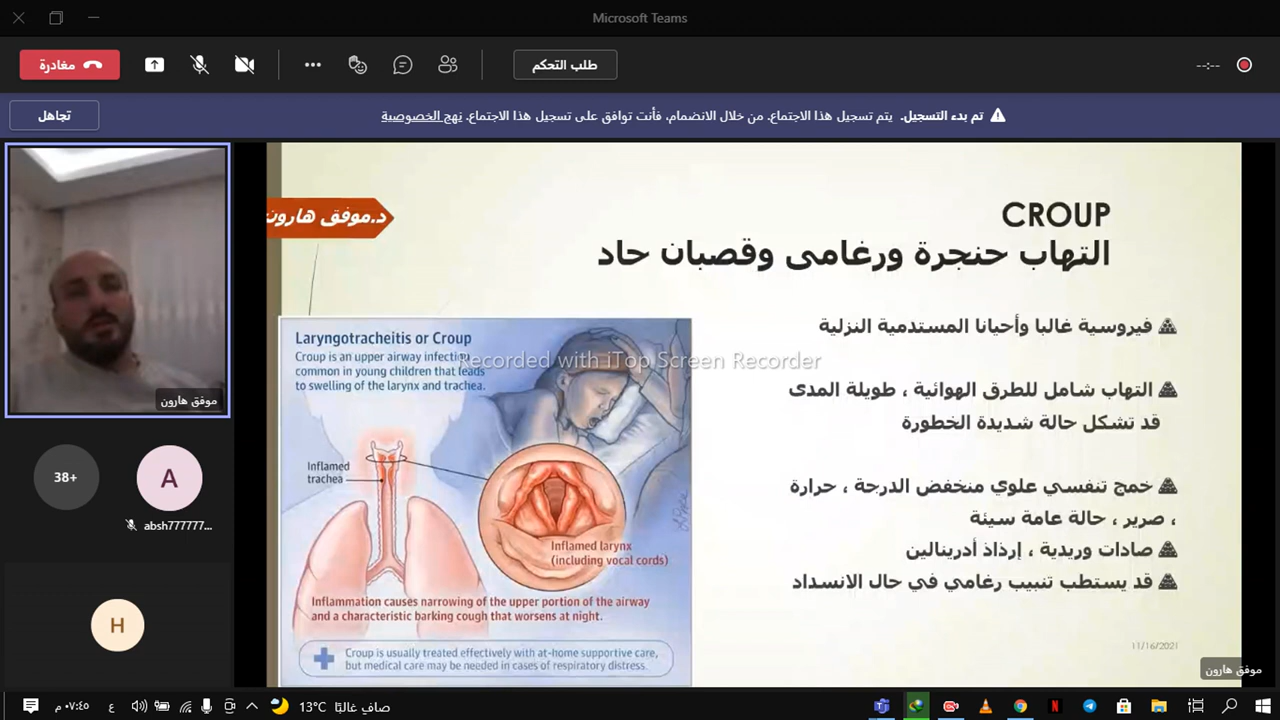 Microsoft Teams
مغادرة
طلب التحكم
--:--
تم بدء التسجيل. يتم تسجيل هذا الاجتماع. من خلال الانضمام، فأنت توافق على تسجيل هذا الاجتماع. نهج الخصوصية
تجاهل
موفق هارون
38+
A
absh777777...
H
د.موفق هارون
CROUP
التهاب حنجرة ورغامى وقصبان حاد
فيروسية غالبا وأحيانا المستدمية النزلية
التهاب شامل للطرق الهوائية ، طويلة المدى
قد تشكل حالة شديدة الخطورة
خمج تنفسي علوي منخفض الدرجة ، حرارة
، صرير ، حالة عامة سيئة
صادات وريدية ، إرذاذ أدرينالين
قد يستطب تنبيب رغامي في حال الانسداد
Laryngotracheitis or Croup
Croup is an upper airway infection
common in young children that leads
to swelling of the larynx and trachea.
Recorded with iTop Screen Recorder
Inflamed
trachea
Inflamed larynx
(including vocal cords)
Inflammation causes narrowing of the upper portion of the airway
and a characteristic barking cough that worsens at night.
Croup is usually treated effectively with at-home supportive care,
but medical care may be needed in cases of respiratory distress.
11/16/2021
موفق هارون
٠٧:٤٥ م
ع
13°C صافي غالبًا